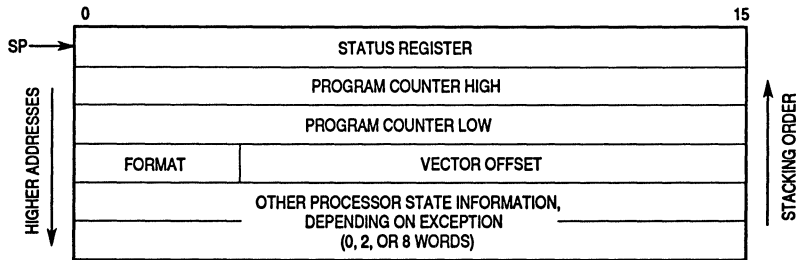 0 15
SP
STATUS REGISTER
PROGRAM COUNTER HIGH
PROGRAM COUNTER LOW
FORMAT VECTOR OFFSET
OTHER PROCESSOR STATE INFORMATION,
DEPENDING ON EXCEPTION
(0, 2, OR 8 WORDS)
HIGHER ADDRESSES
STACKING ORDER